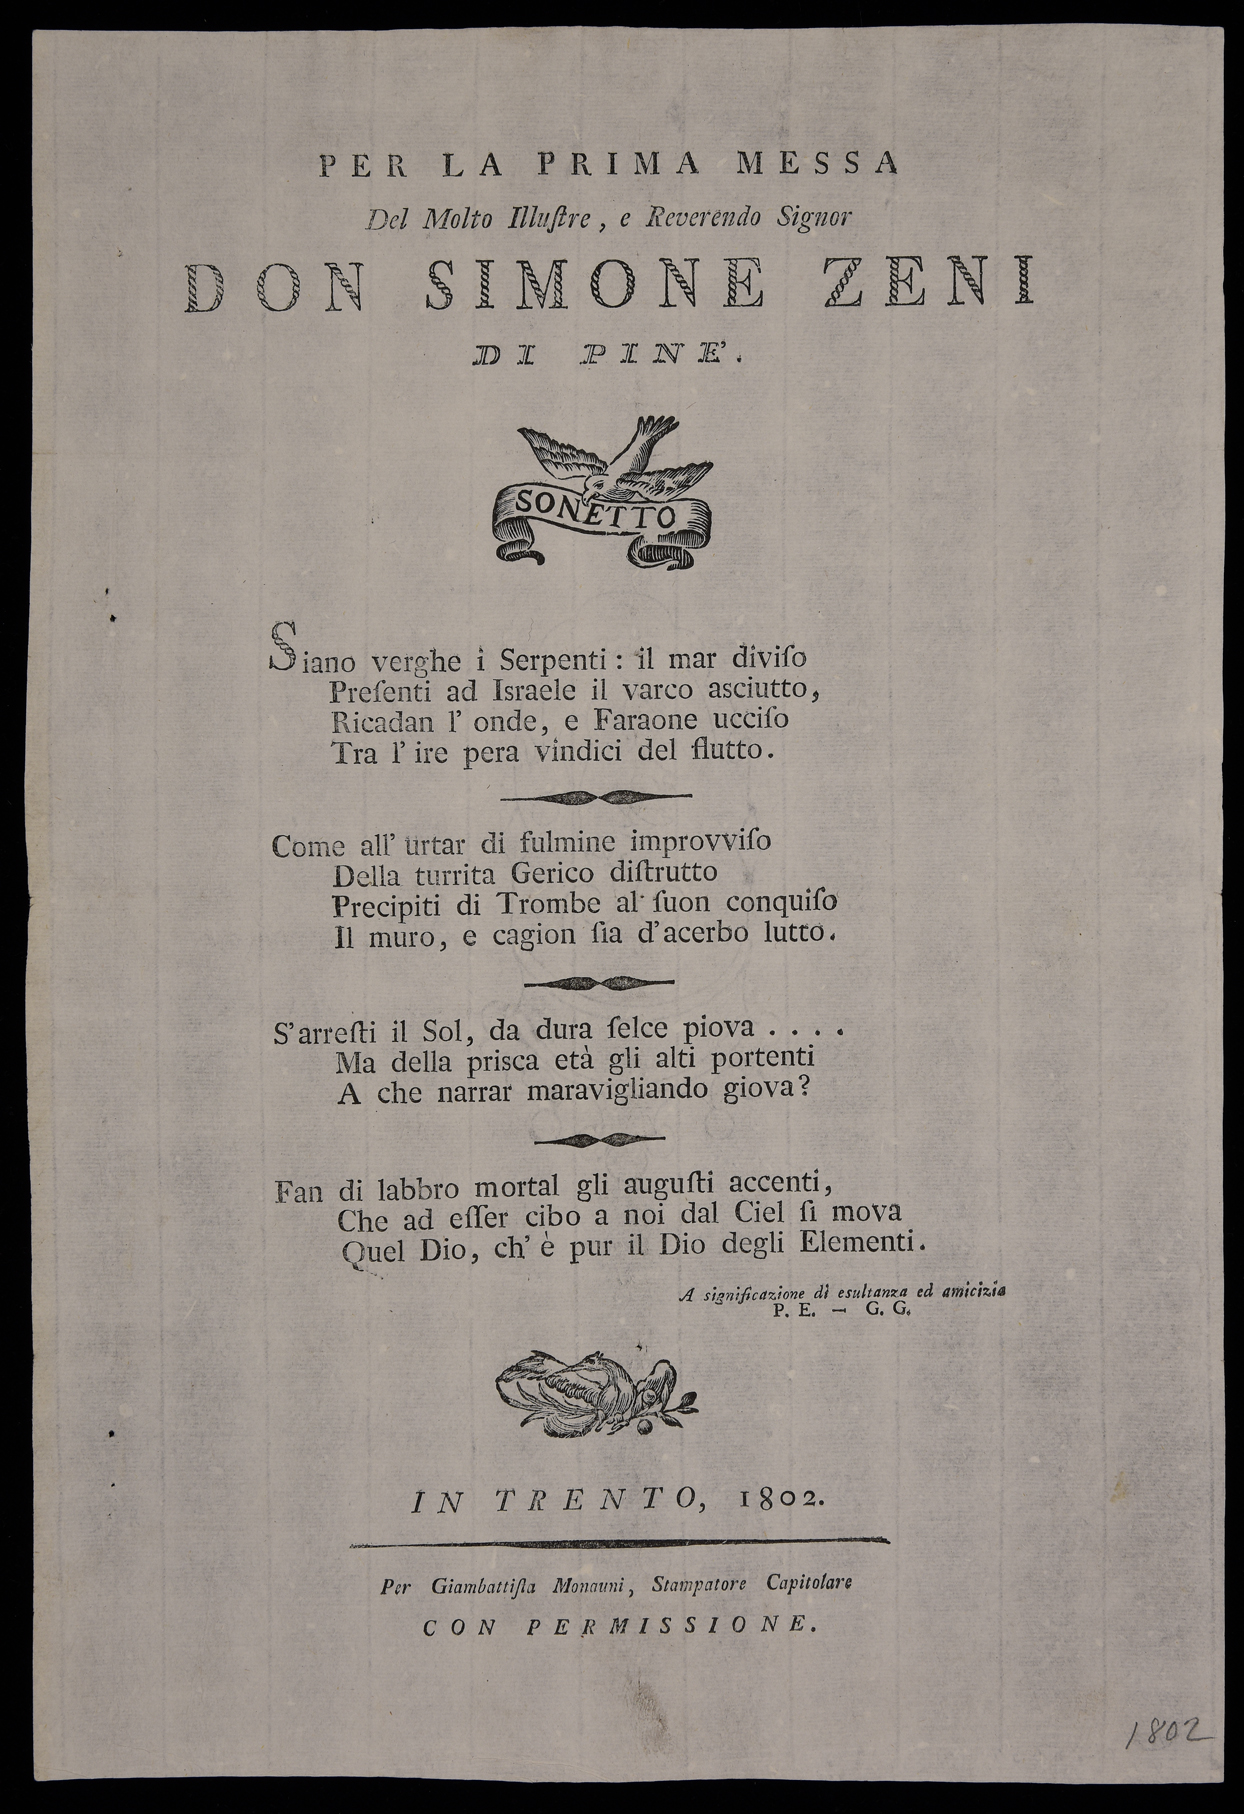 PER LA PRIMA MESSA
Del Molto Illuſtre, e Reverendo Signor
DON SIMONE ZENI
DI PINE'.
SONETTO
Siano verghe i Serpenti: il mar diviſo
Preſenti ad Israele il varco asciutto,
Ricadan l' onde, e Faraone ucciſo
Tra l' ire pera vindici del flutto.
Come all' urtar di fulmine improvviſo
Della turrita Gerico diſtrutto
Precipiti di Trombe al ſuon conquiſo
Il muro, e cagion ſia d'acerbo lutto.
S'arreſti il Sol, da dura ſelce piova . . . .
Ma della prisca età gli alti portenti
A che narrar maravigliando giova?
Fan di labbro mortal gli auguſti accenti,
Che ad eſſer cibo a noi dal Ciel ſi mova
Quel Dio, ch' è pur il Dio degli Elementi.
A significazione di esultanza ed amicizia
P. E. — G. G.
IN TRENTO, 1802.
Per Giambattiſta Monauni, Stampatore Capitolare
CON PERMISSIONE.
1802